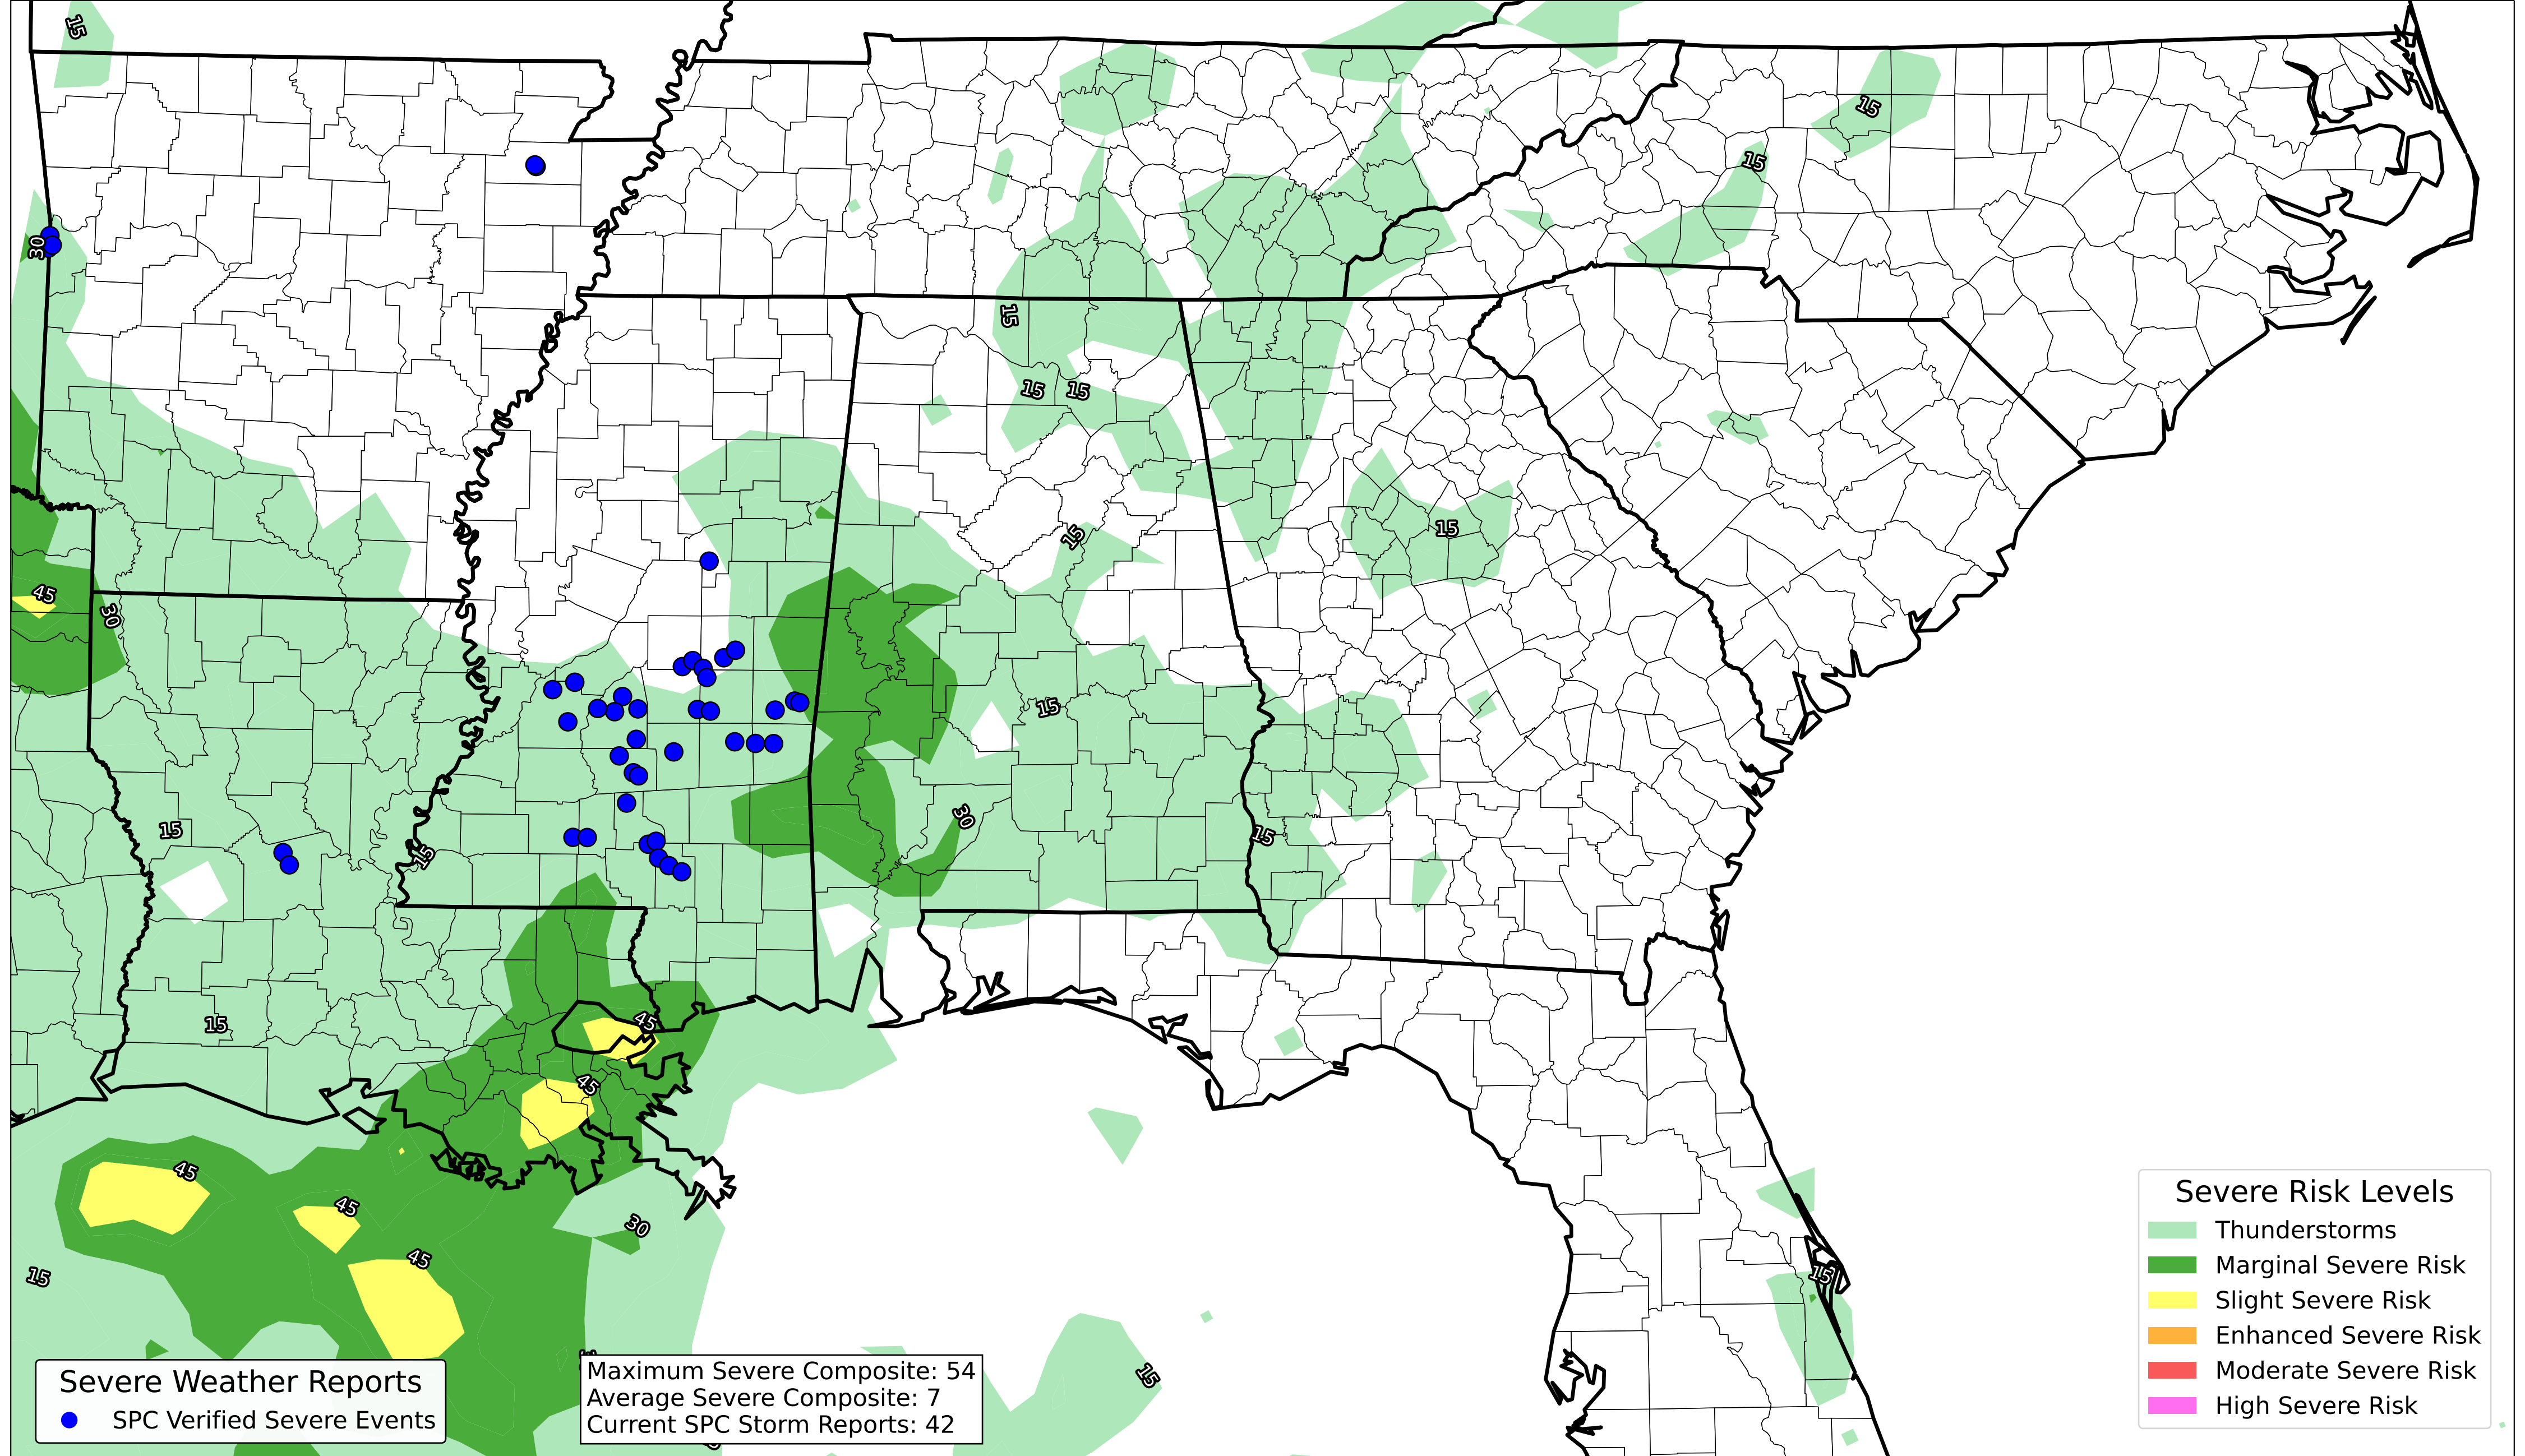 15
15
15
30
15
15
15
15
15
45
30
15
15
15
30
15
15
15
45
45
45
45
30
45
15
15
15
Severe Risk Levels
Thunderstorms
Marginal Severe Risk
Slight Severe Risk
Enhanced Severe Risk
Moderate Severe Risk
High Severe Risk
Severe Weather Reports
SPC Verified Severe Events
Maximum Severe Composite: 54
Average Severe Composite: 7
Current SPC Storm Reports: 42